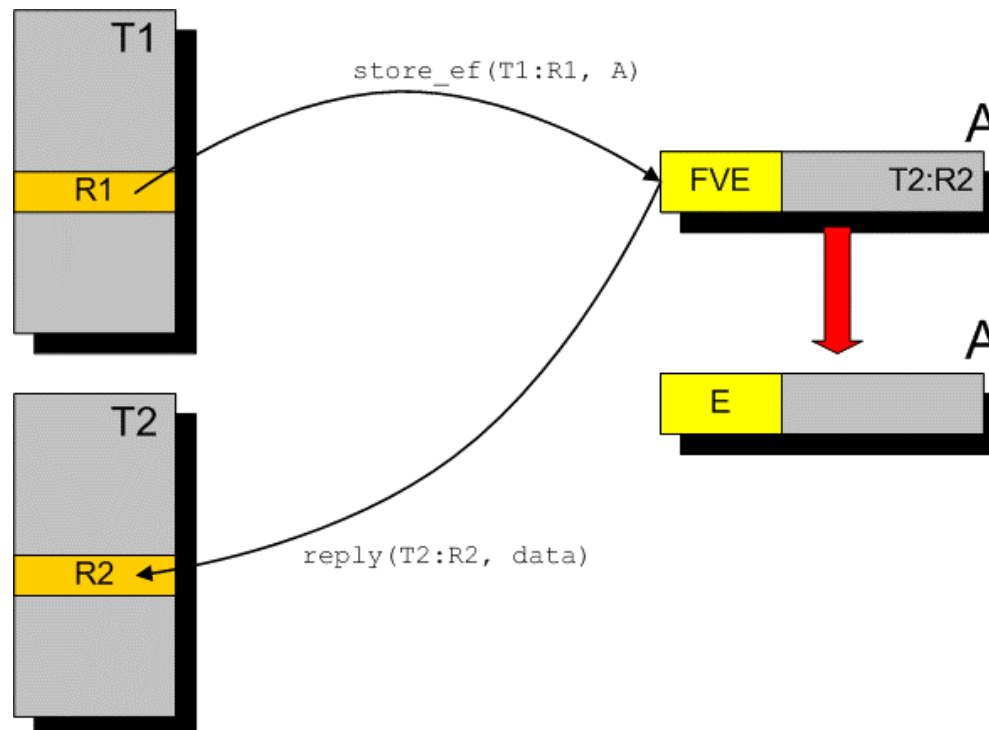 T1
store_ef(T1:R1, A)
A
R1
FVE T2:R2
A
E
T2
reply(T2:R2, data)
R2